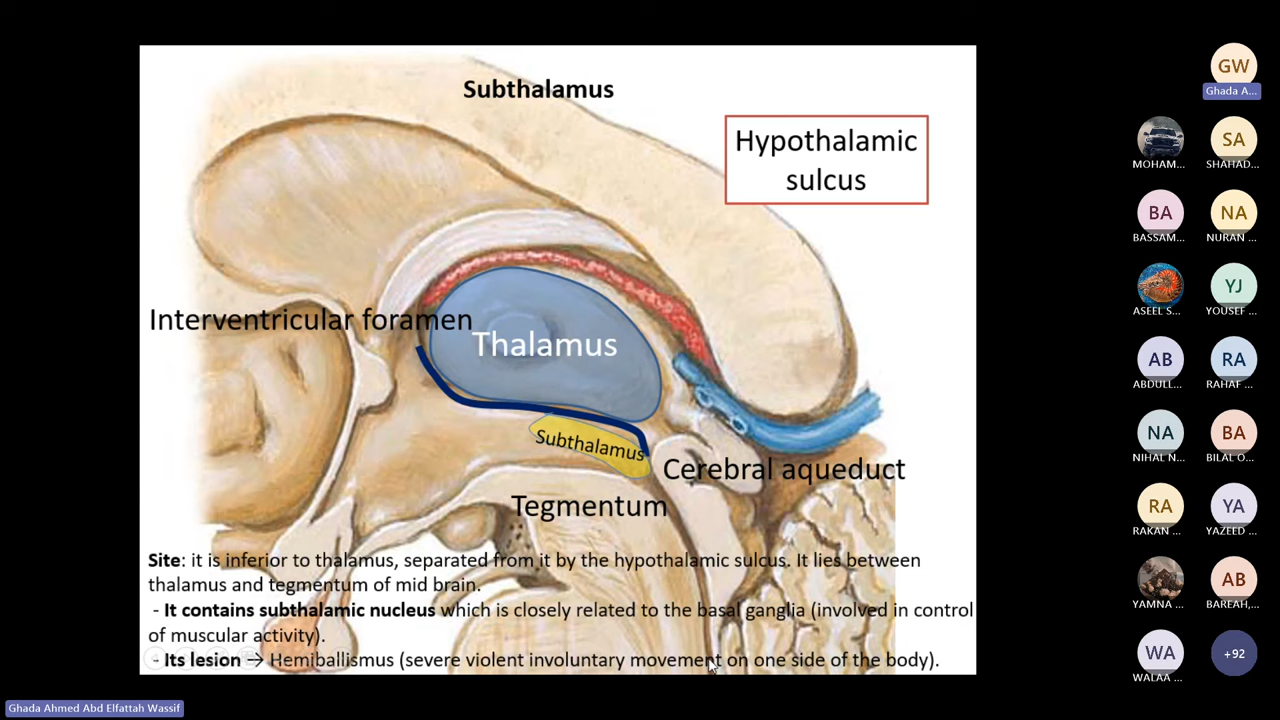 Subthalamus
Hypothalamic
sulcus
Interventricular foramen
Thalamus
Subthalamus
Cerebral aqueduct
Tegmentum
Site: it is inferior to thalamus, separated from it by the hypothalamic sulcus. It lies between
thalamus and tegmentum of mid brain.
- It contains subthalamic nucleus which is closely related to the basal ganglia (involved in control
of muscular activity).
- Its lesion → Hemiballismus (severe violent involuntary movement on one side of the body).
GW
Ghada A...
MOHAM...
SA
SHAHAD...
BA
BASSAM...
NA
NURAN ...
ASEEL S...
YJ
YOUSEF ...
AB
ABDULL...
RA
RAHAF ...
NA
NIHAL N...
BA
BILAL O...
RA
RAKAN ...
YA
YAZEED ...
YAMNA ...
AB
BAREAH,...
WA
WALAA ...
+92
Ghada Ahmed Abd Elfattah Wassif